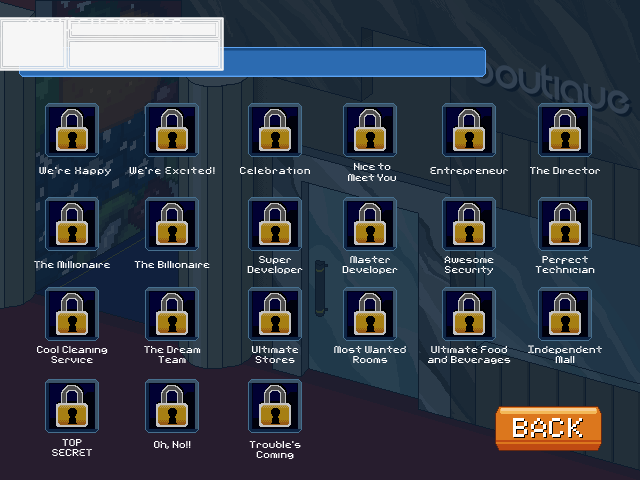 boutique
We're Happy We're Excited! Celebration Nice to Meet You Entrepreneur The Director
The Millionaire The Billionaire Super Developer Master Developer Awesome Security Perfect Technician
Cool Cleaning Service The Dream Team Ultimate Stores Most Wanted Rooms Ultimate Food and Beverages Independent Mall
TOP SECRET Oh, No!! Trouble's Coming
BACK